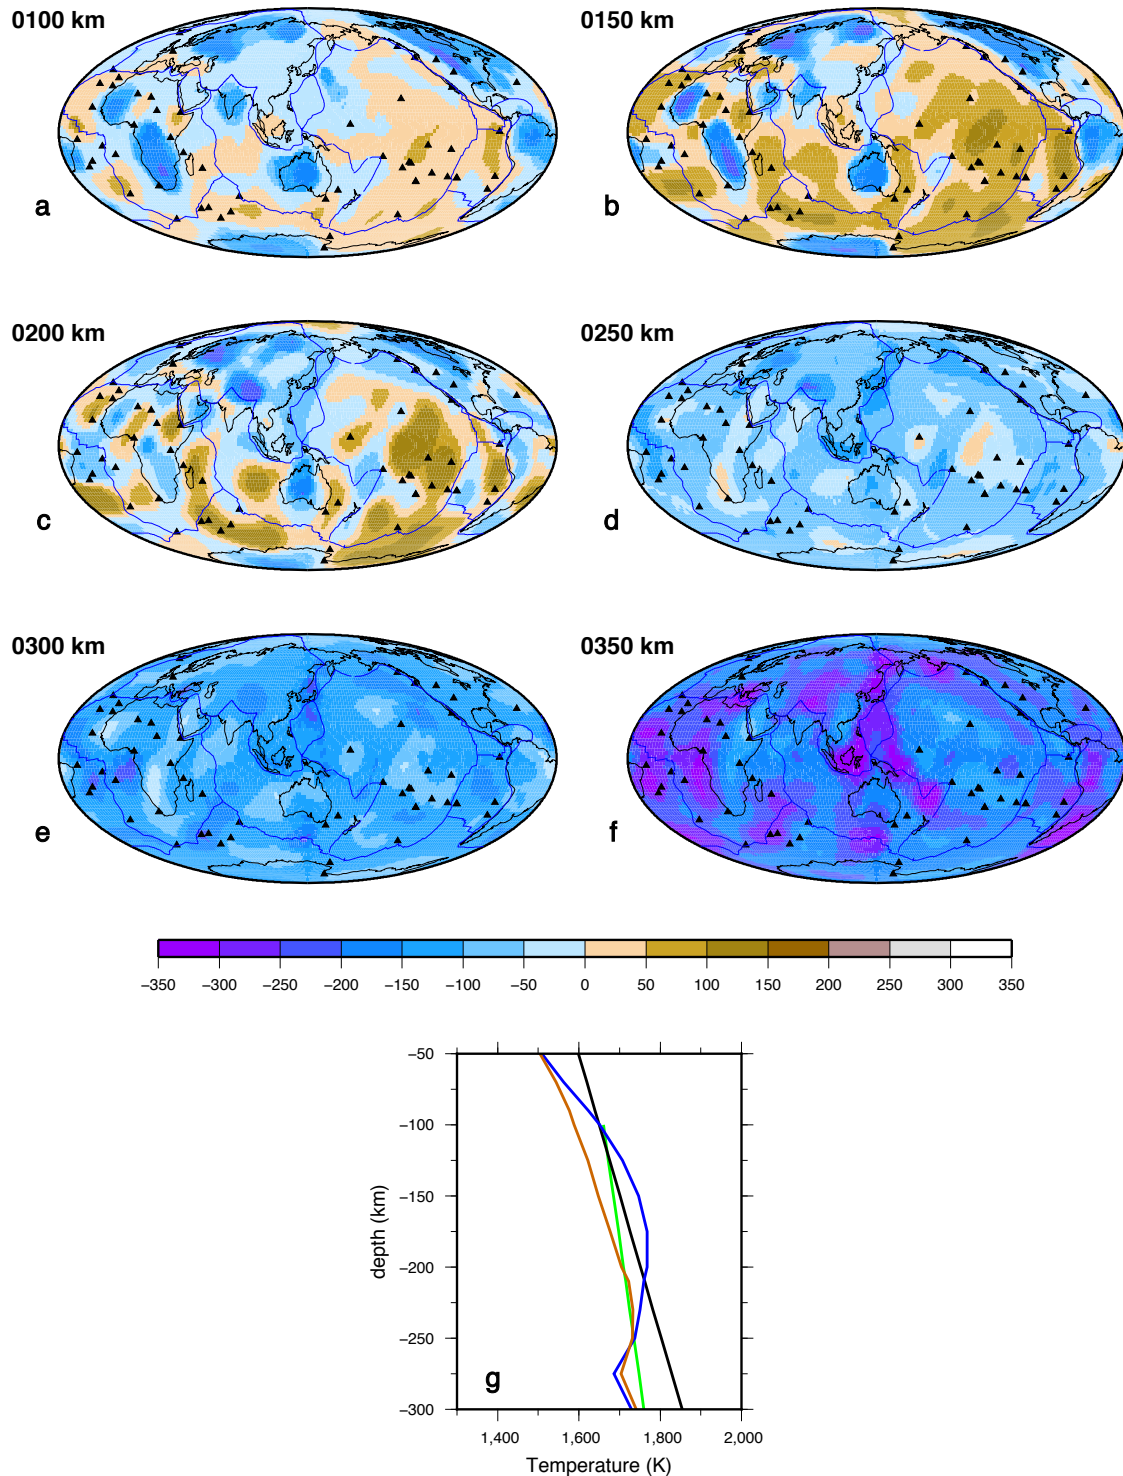 0100 km
0150 km
a
b
0200 km
0250 km
c
d
0300 km
0350 km
e
f
−350 −300 −250 −200 −150 −100 −50 0 50 100 150 200 250 300 350
−50
−100
−150
−200
−250
−300
depth (km)
g
1,400 1,600 1,800 2,000
Temperature (K)